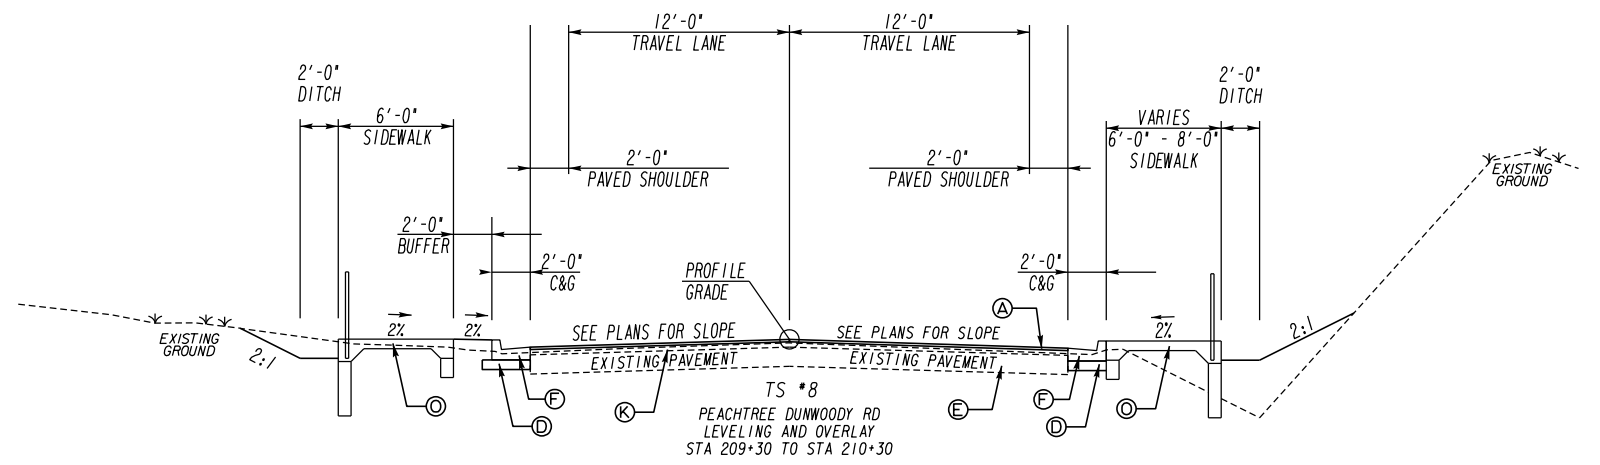 12'-0"
TRAVEL LANE
12'-0"
TRAVEL LANE
2'-0"
DITCH
6'-0"
SIDEWALK
2'-0"
PAVED SHOULDER
2'-0"
PAVED SHOULDER
VARIES
6'-0" - 8'-0"
SIDEWALK
2'-0"
DITCH
2'-0"
BUFFER
2'-0"
C&G
PROFILE
GRADE
2'-0"
C&G
EXISTING
GROUND
EXISTING
GROUND
2:1
2%
2%
SEE PLANS FOR SLOPE
SEE PLANS FOR SLOPE
A
2%
2:1
EXISTING PAVEMENT
EXISTING PAVEMENT
O
D
F
K
E
F
D
O
TS #8
PEACHTREE DUNWOODY RD
LEVELING AND OVERLAY
STA 209+30 TO STA 210+30